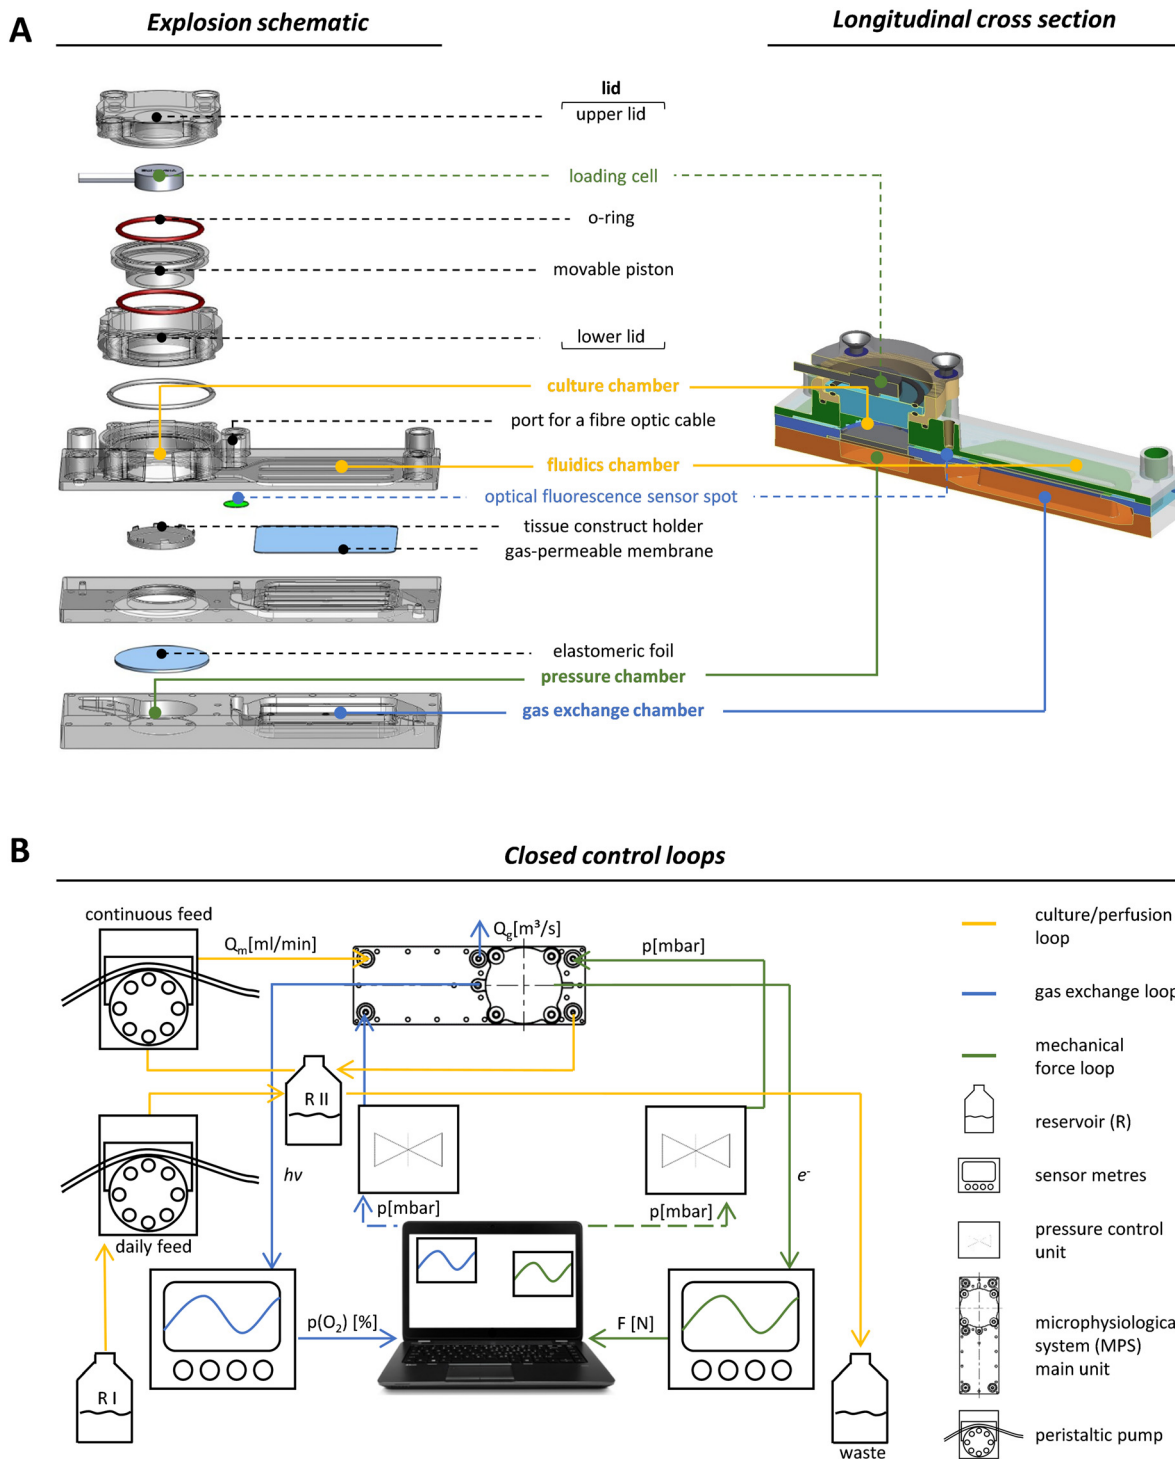 A
Explosion schematic
Longitudinal cross section
lid
upper lid
loading cell
o-ring
movable piston
lower lid
culture chamber
port for a fibre optic cable
fluidics chamber
optical fluorescence sensor spot
tissue construct holder
gas-permeable membrane
elastomeric foil
pressure chamber
gas exchange chamber
B
Closed control loops
continuous feed
Qm[ml/min]
Qg[m³/s]
p[mbar]
R II
hv
e-
p[mbar]
p[mbar]
daily feed
p(O2) [%]
F [N]
R I
waste
culture/perfusion
loop
gas exchange loop
mechanical
force loop
reservoir (R)
sensor metres
pressure control
unit
microphysiological
system (MPS)
main unit
peristaltic pump